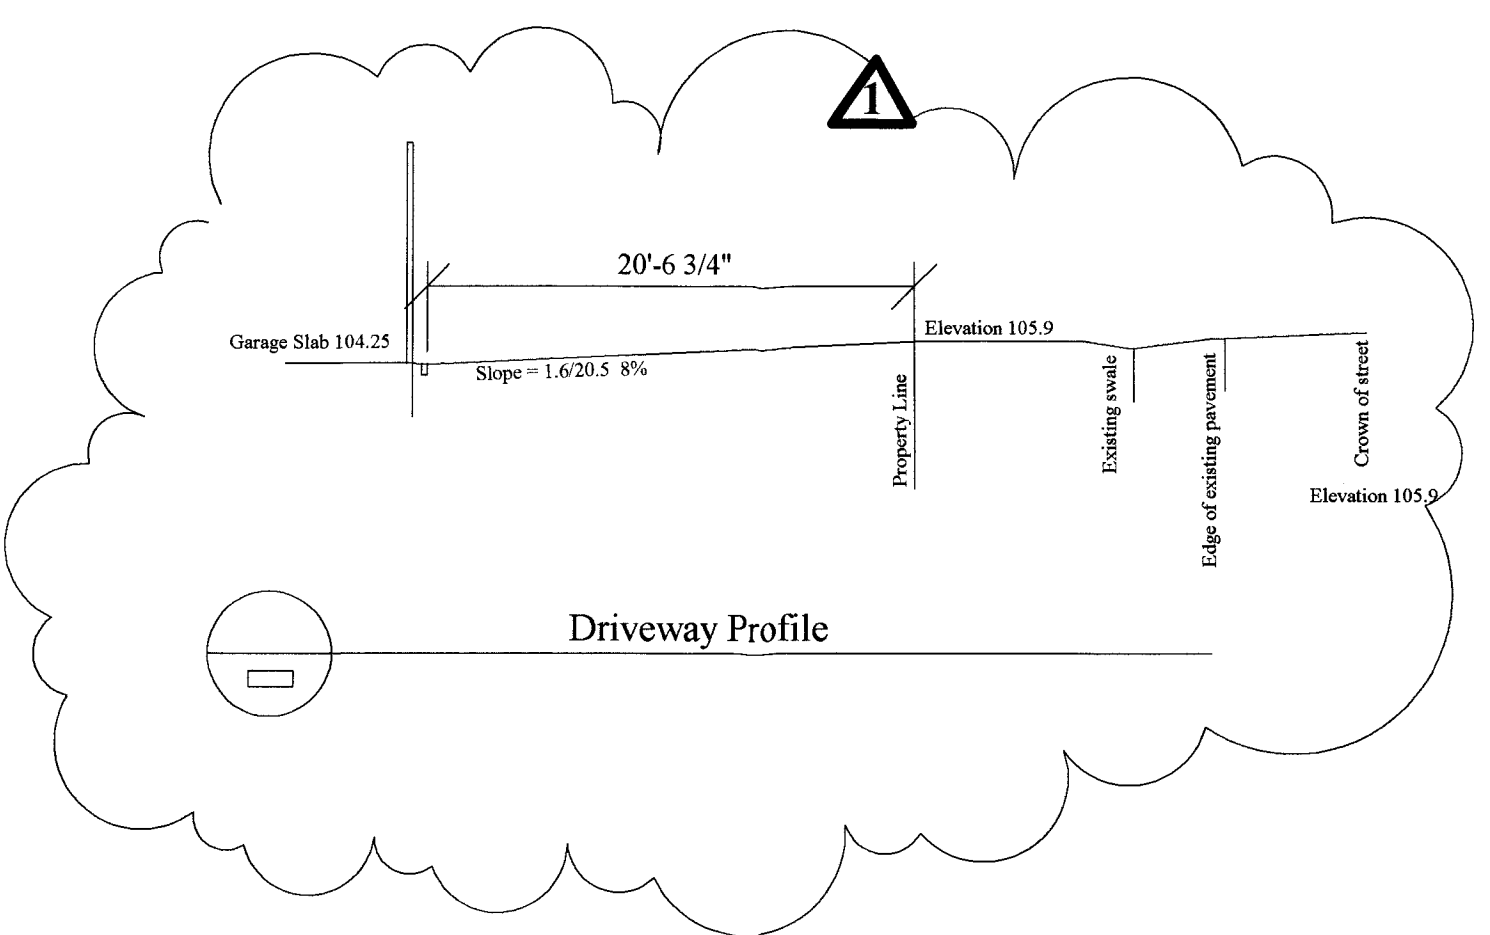 1
20'-6 3/4"
Garage Slab 104.25
Elevation 105.9
Slope = 1.6/20.5 8%
Property Line
Existing swale
Edge of existing pavement
Crown of street
Elevation 105.9
Driveway Profile